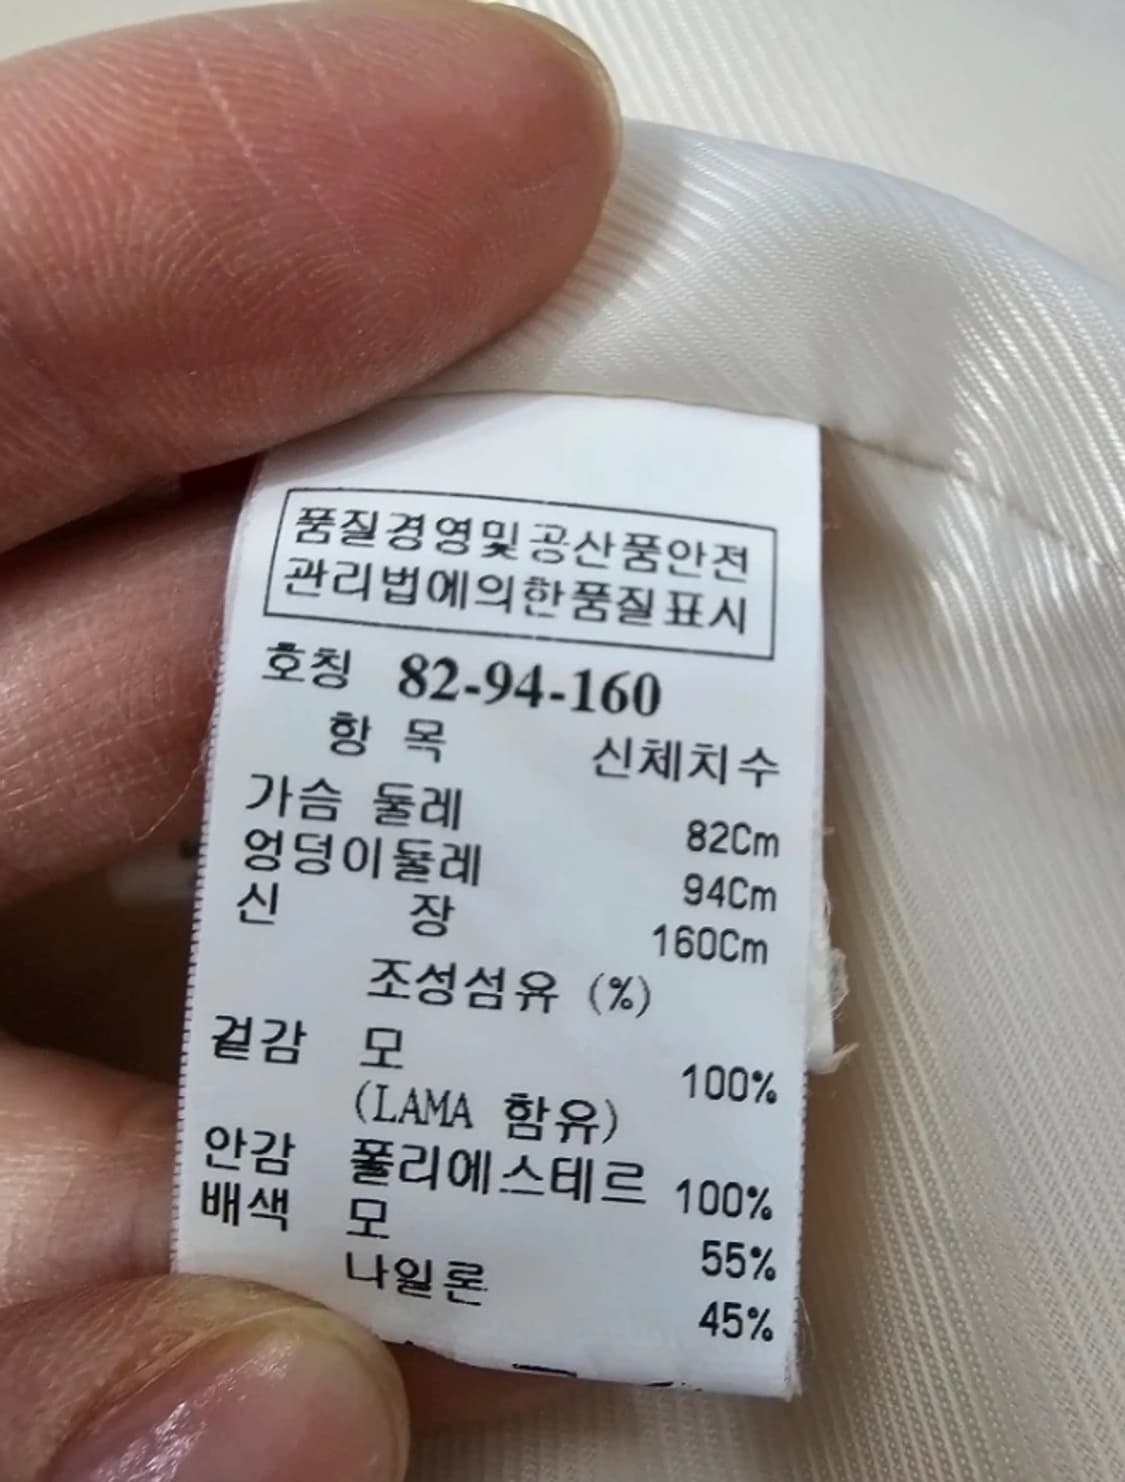 품질경영및공산품안전
관리법에의한품질표시
호칭 82-94-160
항 목 신체치수
가슴 둘레 82Cm
엉덩이둘레 94Cm
신 장 160Cm
조성섬유 (%)
겉감 모 100%
(LAMA 함유)
안감 폴리에스테르 100%
배색 모 55%
나일론 45%